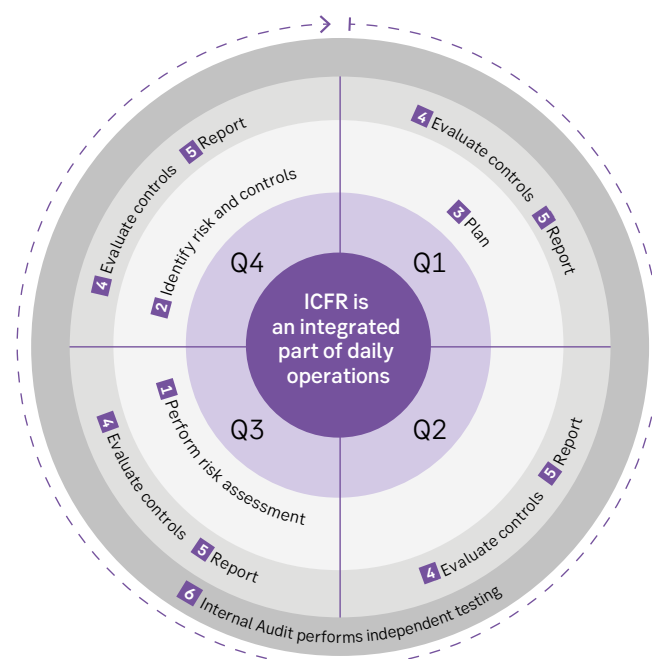 ICFR is
an integrated
part of daily
operations
Q1
Q2
Q3
Q4
1 Perform risk assessment
2 Identify risk and controls
3 Plan
4 Evaluate controls
5 Report
4 Evaluate controls
5 Report
4 Evaluate controls
5 Report
4 Evaluate controls
5 Report
6 Internal Audit performs independent testing